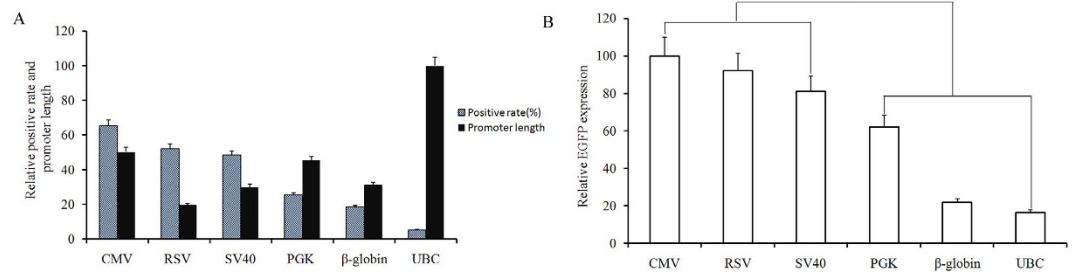 A
Relative positive rate and
promoter length
120
100
80
60
40
20
0
CMV RSV SV40 PGK β-globin UBC
Positive rate(%)
Promoter length
B
Relative EGFP expression
120
100
80
60
40
20
0
CMV RSV SV40 PGK β-globin UBC